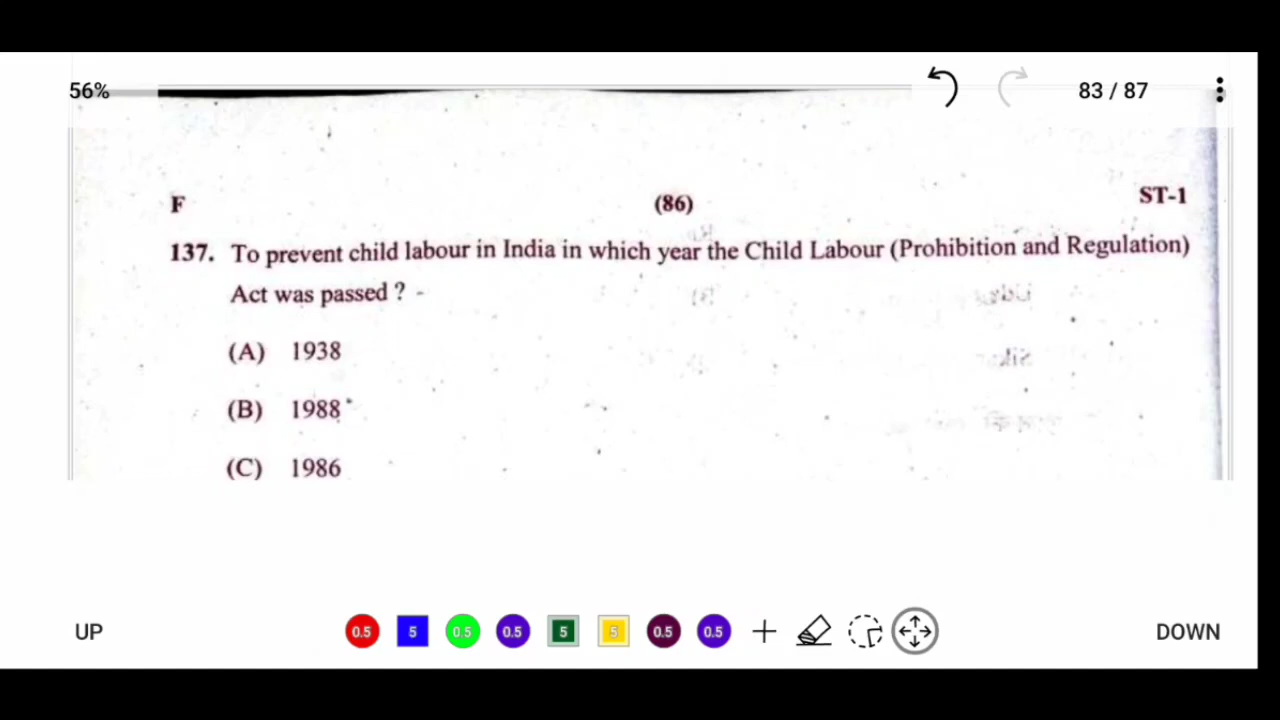 56%
83 / 87
F (86) ST-1
137. To prevent child labour in India in which year the Child Labour (Prohibition and Regulation)
Act was passed ? -
(A) 1938
(B) 1988
(C) 1986
UP 0.5 5 0.5 0.5 5 5 0.5 0.5 DOWN